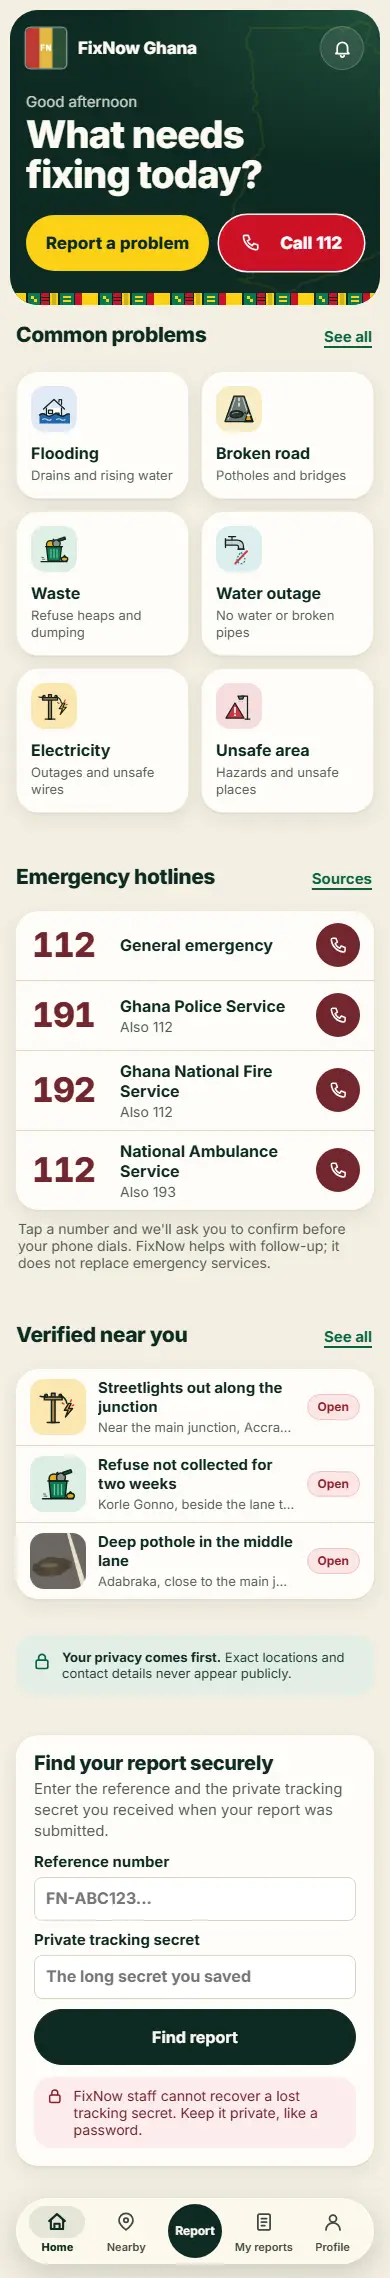 FN
FixNow Ghana
Good afternoon
What needs
fixing today?
Report a problem
Call 112
Common problems
See all
Flooding
Drains and rising water
Broken road
Potholes and bridges
Waste
Refuse heaps and
dumping
Water outage
No water or broken
pipes
Electricity
Outages and unsafe
wires
Unsafe area
Hazards and unsafe
places
Emergency hotlines
Sources
112
General emergency
191
Ghana Police Service
Also 112
192
Ghana National Fire
Service
Also 112
112
National Ambulance
Service
Also 193
Tap a number and we'll ask you to confirm before
your phone dials. FixNow helps with follow-up; it
does not replace emergency services.
Verified near you
See all
Streetlights out along the
junction
Near the main junction, Accra...
Open
Refuse not collected for
two weeks
Korle Gonno, beside the lane t...
Open
Deep pothole in the middle
lane
Adabraka, close to the main j...
Open
Your privacy comes first. Exact locations and
contact details never appear publicly.
Find your report securely
Enter the reference and the private tracking
secret you received when your report was
submitted.
Reference number
FN-ABC123...
Private tracking secret
The long secret you saved
Find report
FixNow staff cannot recover a lost
tracking secret. Keep it private, like a
password.
Home
Nearby
Report
My reports
Profile